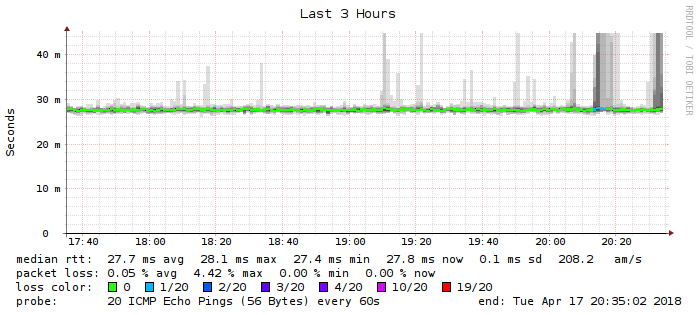 Last 3 Hours
RRDTOOL / TOBI OETIKER
Seconds
40 m
30 m
20 m
10 m
0
17:40 18:00 18:20 18:40 19:00 19:20 19:40 20:00 20:20
median rtt: 27.7 ms avg 28.1 ms max 27.4 ms min 27.8 ms now 0.1 ms sd 208.2 am/s
packet loss: 0.05 % avg 4.42 % max 0.00 % min 0.00 % now
loss color: 0 1/20 2/20 3/20 4/20 10/20 19/20
probe: 20 ICMP Echo Pings (56 Bytes) every 60s end: Tue Apr 17 20:35:02 2018